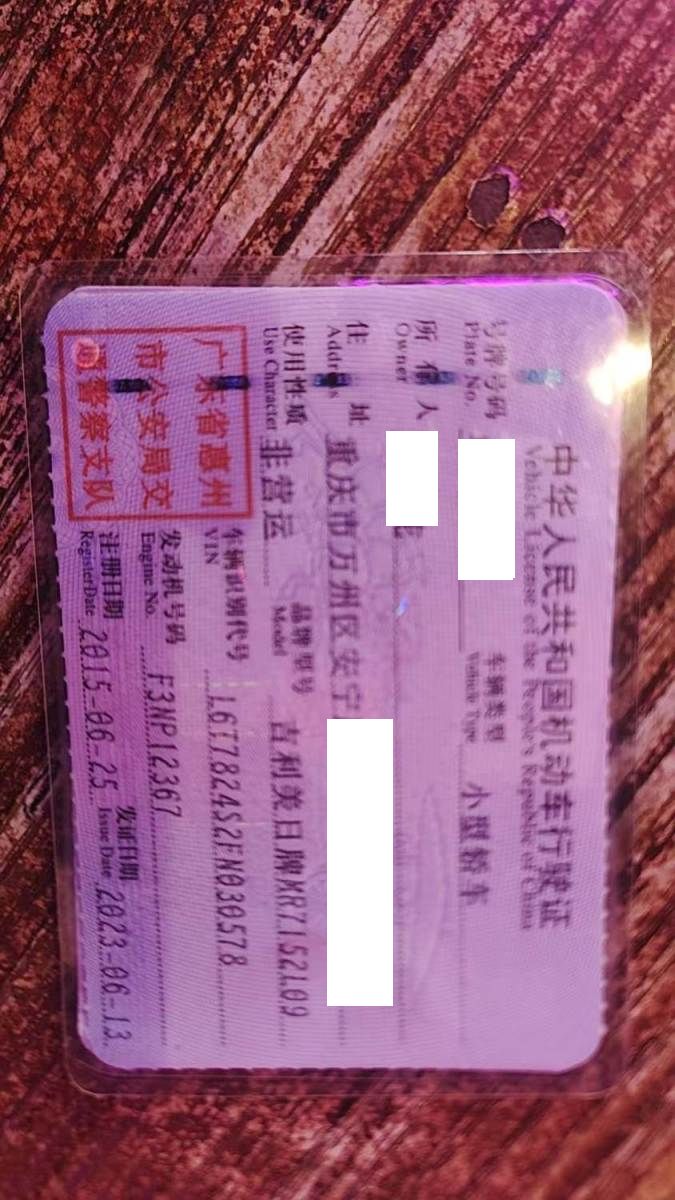 中华人民共和国机动车行驶证
Vehicle License of the People's Republic of China
号牌号码
Plate No.
车辆类型 小型轿车
Vehicle Type
所有人
Owner
住址 重庆市万州区安宁
Address
使用性质 非营运
Use Character
品牌型号 吉利美日牌MR7152L09
Model
车辆识别代号 L6T7824S2FN030578
VIN
发动机号码 F3NP12367
Engine No.
注册日期 2015-06-25
Register Date
发证日期 2023-06-13
Issue Date
广东省惠州
市公安局交
通警察支队